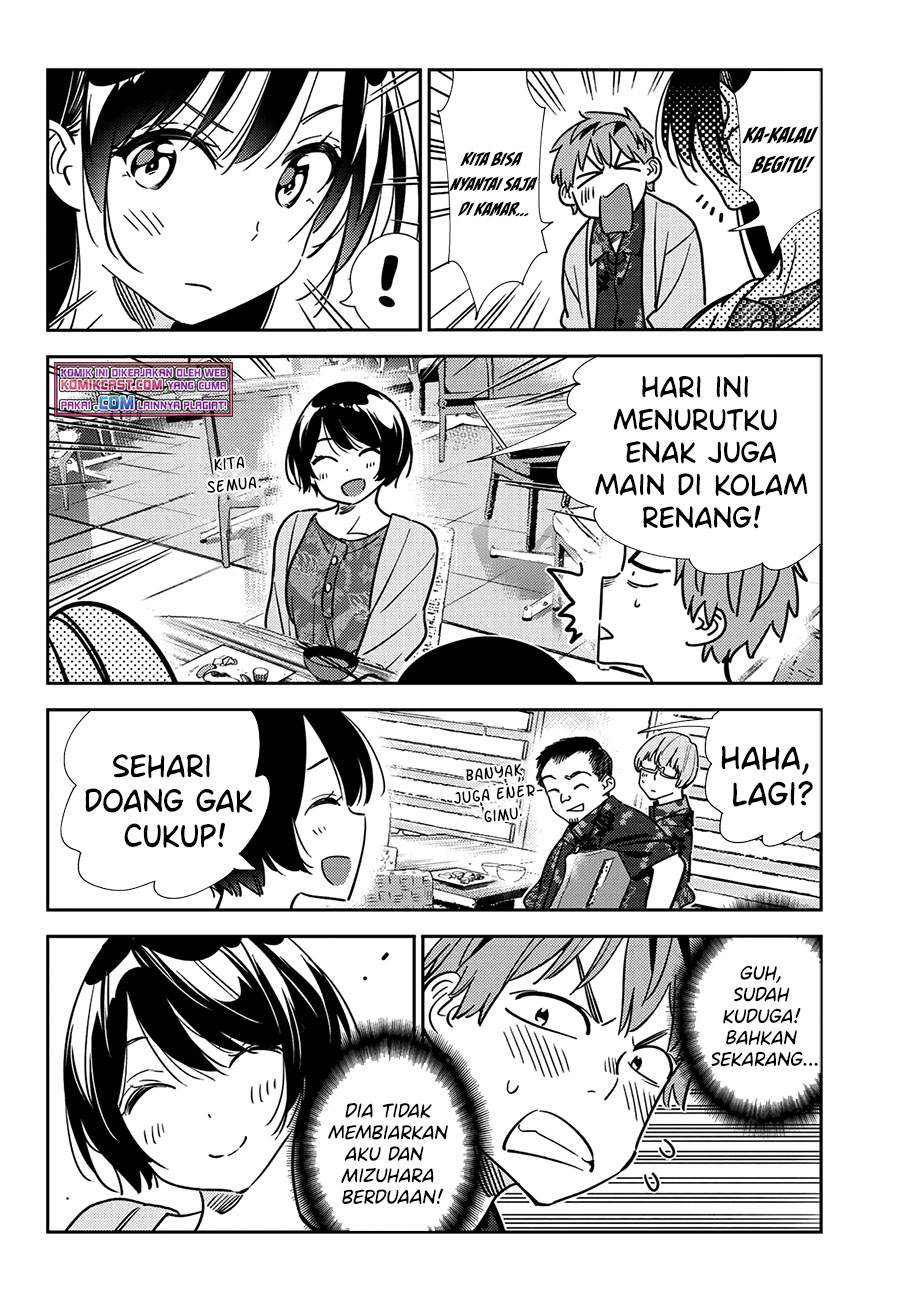 KA-KALAU
BEGITU!
KITA BISA
NYANTAI SAJA
DI KAMAR...
!
KOMIK INI DIKERJAKAN OLEH WEB
KOMIKCAST.COM YANG CUMA
PAKAI .COM LAINNYA PLAGIAT!
HARI INI
MENURUTKU
ENAK JUGA
MAIN DI KOLAM
RENANG!
KITA
SEMUA.
HAHA,
LAGI?
BANYAK
JUGA ENER-
GIMU.
SEHARI
DOANG GAK
CUKUP!
GUH,
SUDAH
KUDUGA!
BAHKAN
SEKARANG...
DIA TIDAK
MEMBIARKAN
AKU DAN
MIZUHARA
BERDUAAN!